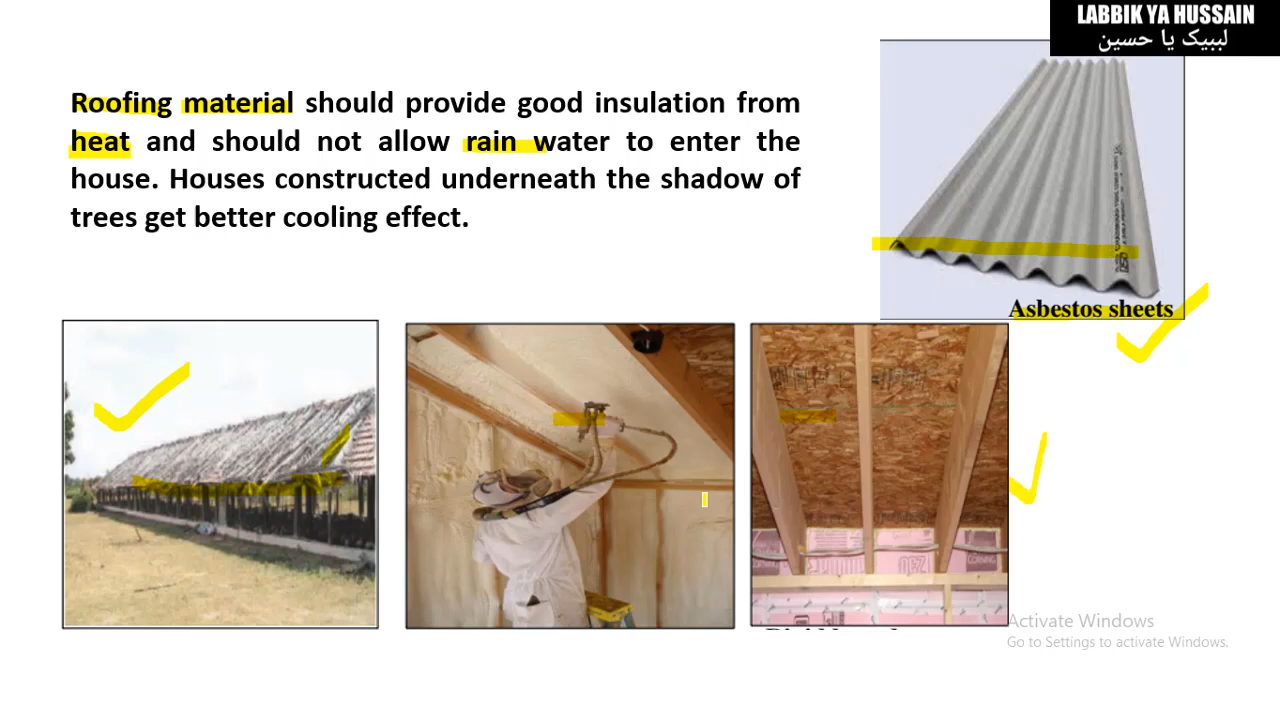 LABBIK YA HUSSAIN
لبیک یا حسین
Roofing material should provide good insulation from
heat and should not allow rain water to enter the
house. Houses constructed underneath the shadow of
trees get better cooling effect.
Asbestos sheets
Activate Windows
Go to Settings to activate Windows.